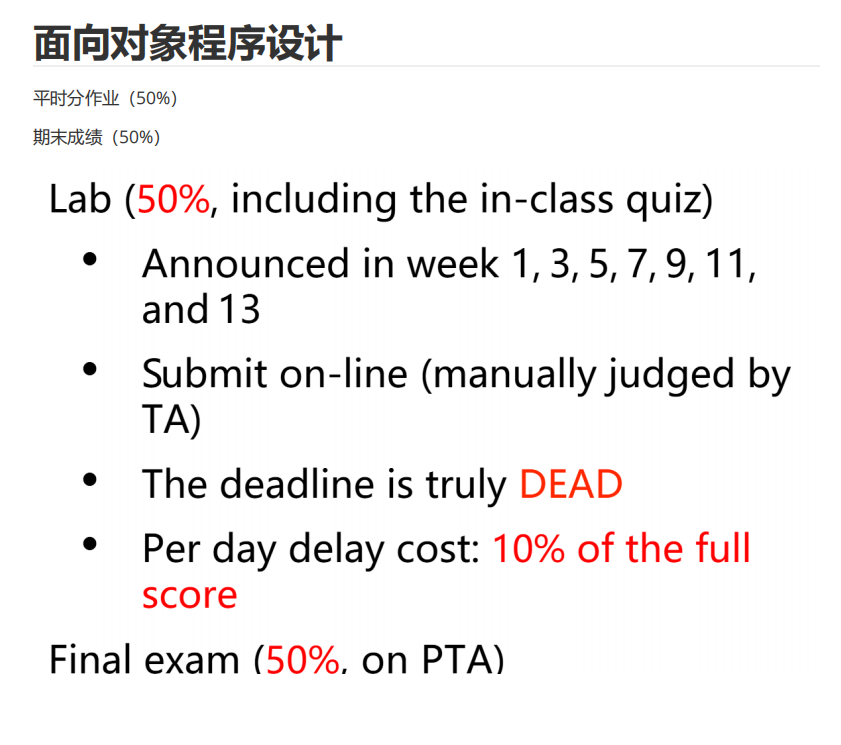 面向对象程序设计
平时分作业（50%）
期末成绩（50%）
Lab (50%, including the in-class quiz)
• Announced in week 1, 3, 5, 7, 9, 11,
and 13
• Submit on-line (manually judged by
TA)
• The deadline is truly DEAD
• Per day delay cost: 10% of the full
score
Final exam (50%, on PTA)